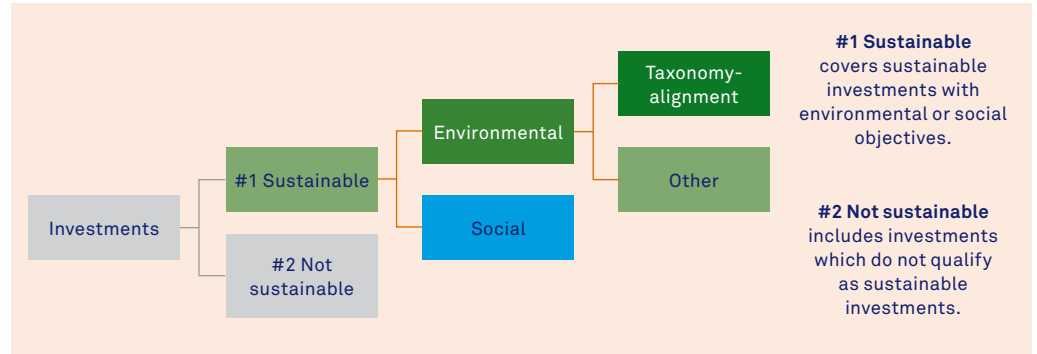 Investments
#1 Sustainable
#2 Not
sustainable
Environmental
Social
Taxonomy-
alignment
Other
#1 Sustainable
covers sustainable
investments with
environmental or social
objectives.
#2 Not sustainable
includes investments
which do not qualify
as sustainable
investments.